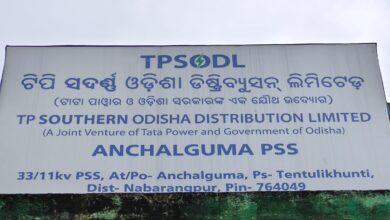 TPSODL
ଟିପି ସଦର୍ଣ୍ଣ ଓଡ଼ିଶା ଡିଷ୍ଟ୍ରିବ୍ୟୁସନ୍ ଲିମିଟେଡ଼
(ଟାଟା ପାୱାର ଓ ଓଡ଼ିଶା ସରକାରଙ୍କ ଏକ ଯୌଥ ଉଦ୍ୟୋଗ)
TP SOUTHERN ODISHA DISTRIBUTION LIMITED
(A Joint Venture of Tata Power and Government of Odisha)
ANCHALGUMA PSS
33/11kv PSS, At/Po- Anchalguma, Ps- Tentulikhunti,
Dist- Nabarangpur, Pin- 764049